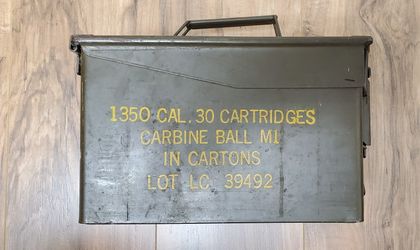 1350 CAL. 30 CARTRIDGES
CARBINE BALL M1
IN CARTONS
LOT LC 39492